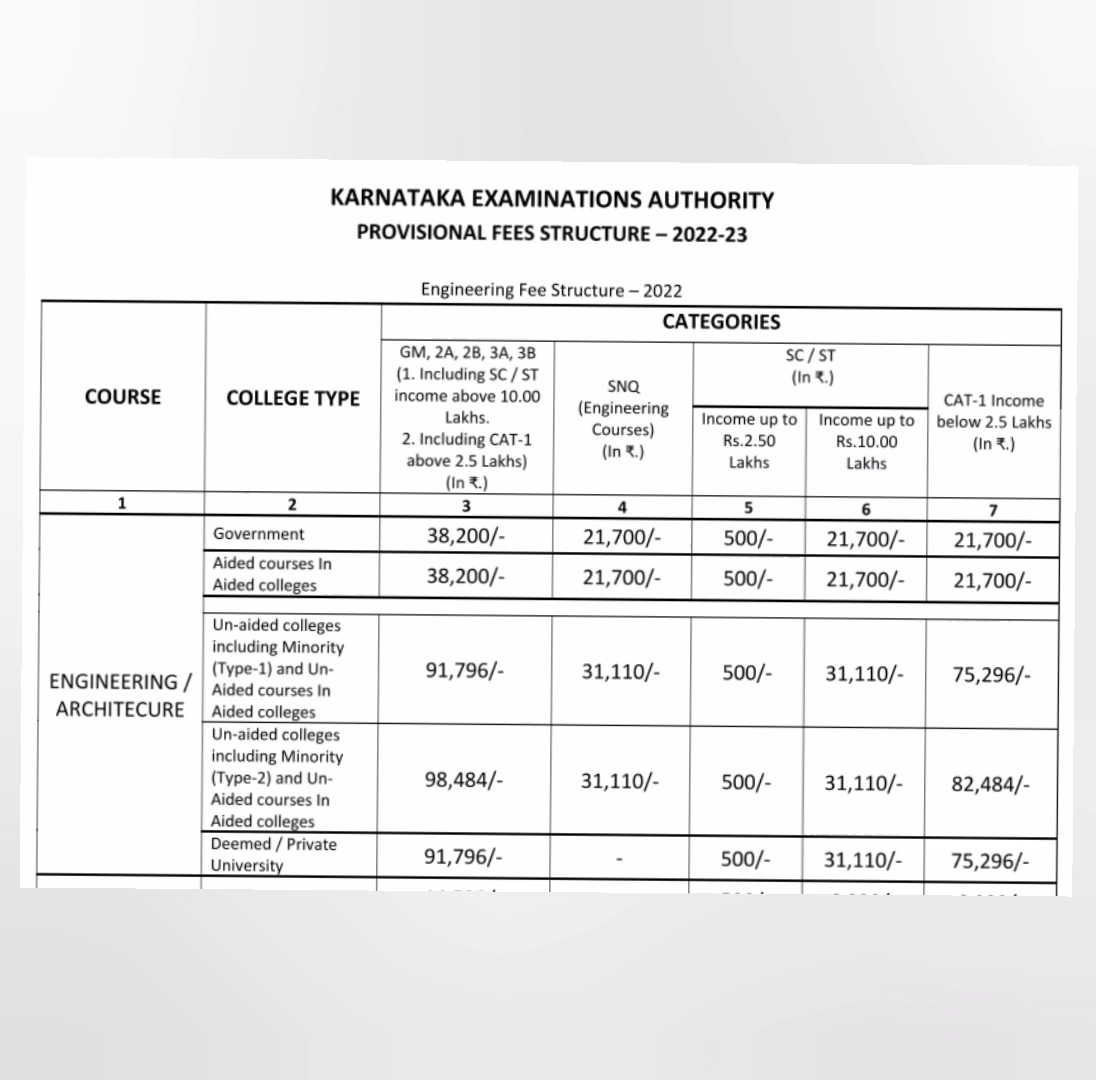 KARNATAKA EXAMINATIONS AUTHORITY
PROVISIONAL FEES STRUCTURE – 2022-23
Engineering Fee Structure – 2022
COURSE
COLLEGE TYPE
CATEGORIES
GM, 2A, 2B, 3A, 3B
(1. Including SC / ST
income above 10.00
Lakhs.
2. Including CAT-1
above 2.5 Lakhs)
(In ₹.)
SNQ
(Engineering
Courses)
(In ₹.)
SC / ST
(In ₹.)
Income up to
Rs.2.50
Lakhs
Income up to
Rs.10.00
Lakhs
CAT-1 Income
below 2.5 Lakhs
(In ₹.)
1 2 3 4 5 6 7
ENGINEERING /
ARCHITECURE
Government 38,200/- 21,700/- 500/- 21,700/- 21,700/-
Aided courses In
Aided colleges
38,200/- 21,700/- 500/- 21,700/- 21,700/-
Un-aided colleges
including Minority
(Type-1) and Un-
Aided courses In
Aided colleges
91,796/- 31,110/- 500/- 31,110/- 75,296/-
Un-aided colleges
including Minority
(Type-2) and Un-
Aided courses In
Aided colleges
98,484/- 31,110/- 500/- 31,110/- 82,484/-
Deemed / Private
University
91,796/- - 500/- 31,110/- 75,296/-